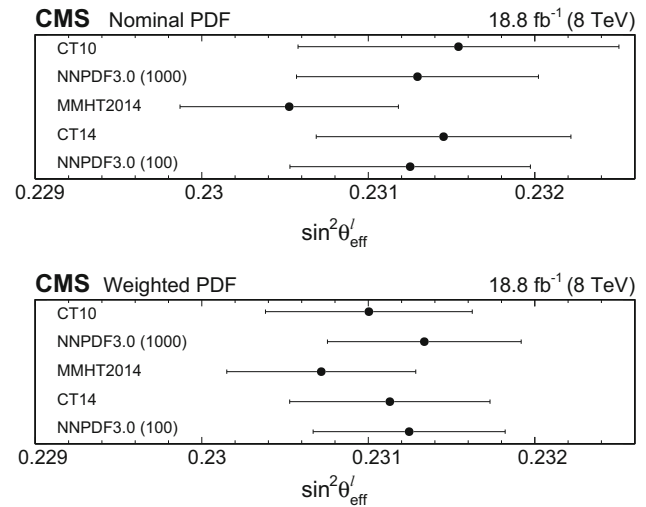 CMS Nominal PDF 18.8 fb⁻¹ (8 TeV)
CT10
NNPDF3.0 (1000)
MMHT2014
CT14
NNPDF3.0 (100)
0.229 0.23 0.231 0.232
sin²θˡ_eff
CMS Weighted PDF 18.8 fb⁻¹ (8 TeV)
CT10
NNPDF3.0 (1000)
MMHT2014
CT14
NNPDF3.0 (100)
0.229 0.23 0.231 0.232
sin²θˡ_eff